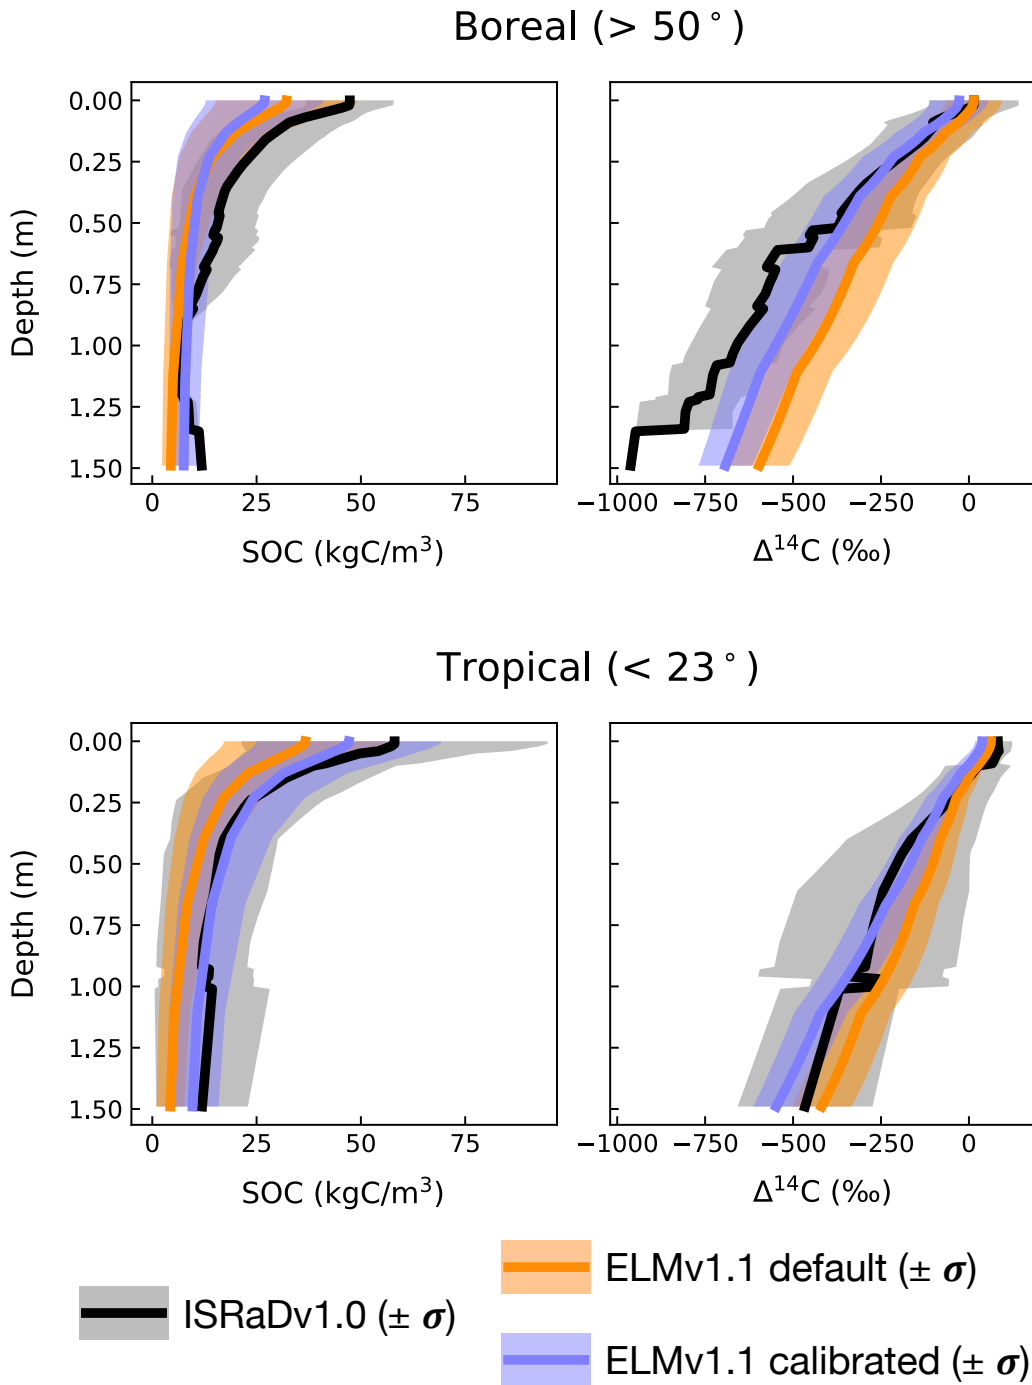 Boreal (> 50°)
0.00
0.25
0.50
0.75
1.00
1.25
1.50
Depth (m)
0 25 50 75
SOC (kgC/m³)
−1000 −750 −500 −250 0
Δ¹⁴C (‰)
Tropical (< 23°)
0.00
0.25
0.50
0.75
1.00
1.25
1.50
Depth (m)
0 25 50 75
SOC (kgC/m³)
−1000 −750 −500 −250 0
Δ¹⁴C (‰)
ISRaDv1.0 (± σ)
ELMv1.1 default (± σ)
ELMv1.1 calibrated (± σ)